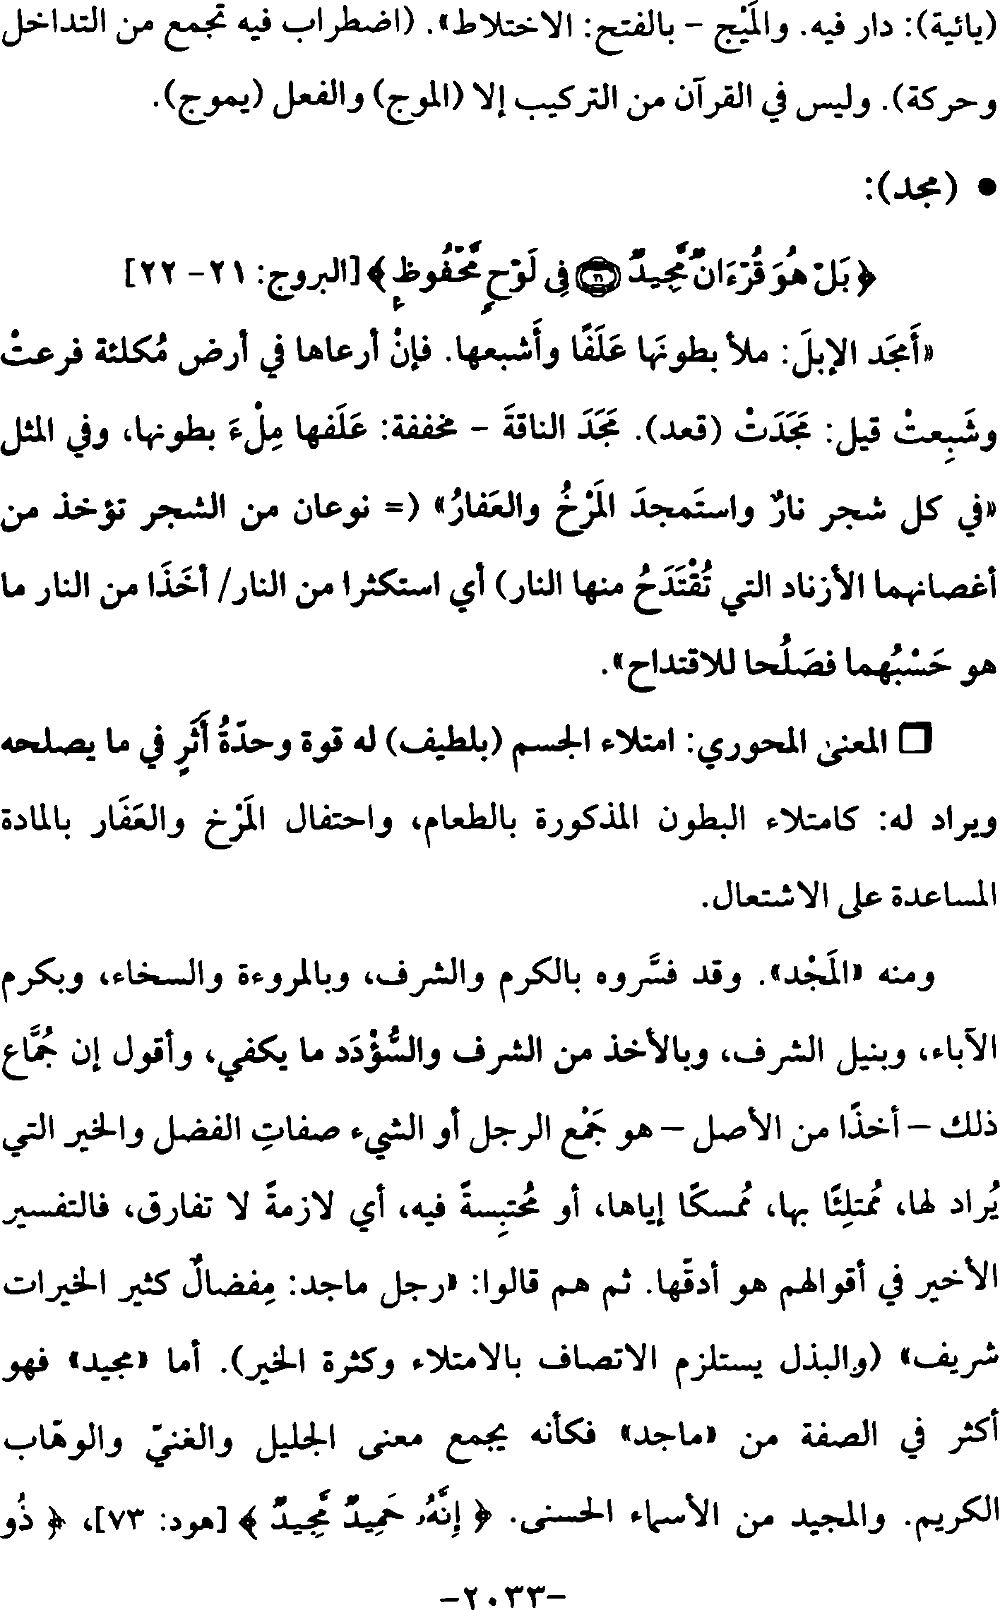 (يائية): دار فيه. والمَيْج - بالفتح: الاختلاط». (اضطراب فيه تجمع من التداخل
وحركة). وليس في القرآن من التركيب إلا (الموج) والفعل (يموج).
• (مجد):
﴿ بَلْ هُوَ قُرْءَانٌ مَّجِيدٌ ۝٢١ فِي لَوْحٍ مَّحْفُوظٍ ﴾ [البروج: ٢١- ٢٢]
«أَمجَد الإبلَ: ملأ بطونَها عَلَفًا وأَشبعها. فإنْ أرعاها في أرض مُكلئة فرعتْ
وشَبِعتْ قيل: مَجَدَتْ (قعد). مَجَدَ الناقةَ - مخففة: عَلَفها مِلْءَ بطونها، وفي المثل
«في كل شجر نارٌ واستَمجدَ المَرْخُ والعَفارُ» (= نوعان من الشجر تؤخذ من
أغصانهما الأزناد التي تُقْتَدَحُ منها النار) أي استكثرا من النار/ أخَذَا من النار ما
هو حَسْبُهما فصَلُحا للاقتداح».
□ المعنى المحوري: امتلاء الجسم (بلطيف) له قوة وحدّةُ أَثَرٍ في ما يصلحه
ويراد له: كامتلاء البطون المذكورة بالطعام، واحتفال المَرْخ والعَفَار بالمادة
المساعدة على الاشتعال.
ومنه «المَجْد». وقد فسَّروه بالكرم والشرف، وبالمروءة والسخاء، وبكرم
الآباء، وبنيل الشرف، وبالأخذ من الشرف والسُّؤْدَد ما يكفي، وأقول إن جُمَّاع
ذلك – أخذًا من الأصل – هو جَمْع الرجل أو الشيء صفاتِ الفضل والخير التي
يُراد لها، مُمتلِئًا بها، مُمسكًا إياها، أو مُحتبِسةً فيه، أي لازمةً لا تفارق، فالتفسير
الأخير في أقوالهم هو أدقّها. ثم هم قالوا: «رجل ماجد: مِفضالٌ كثير الخيرات
شريف» (والبذل يستلزم الاتصاف بالامتلاء وكثرة الخير). أما «مجيد» فهو
أكثر في الصفة من «ماجد» فكأنه يجمع معنى الجليل والغنيّ والوهّاب
الكريم. والمجيد من الأسماء الحسنى. ﴿ إِنَّهُۥ حَمِيدٌ مَّجِيدٌ ﴾ [هود: ٧٣]، ﴿ ذُو
-٢٠٣٣-